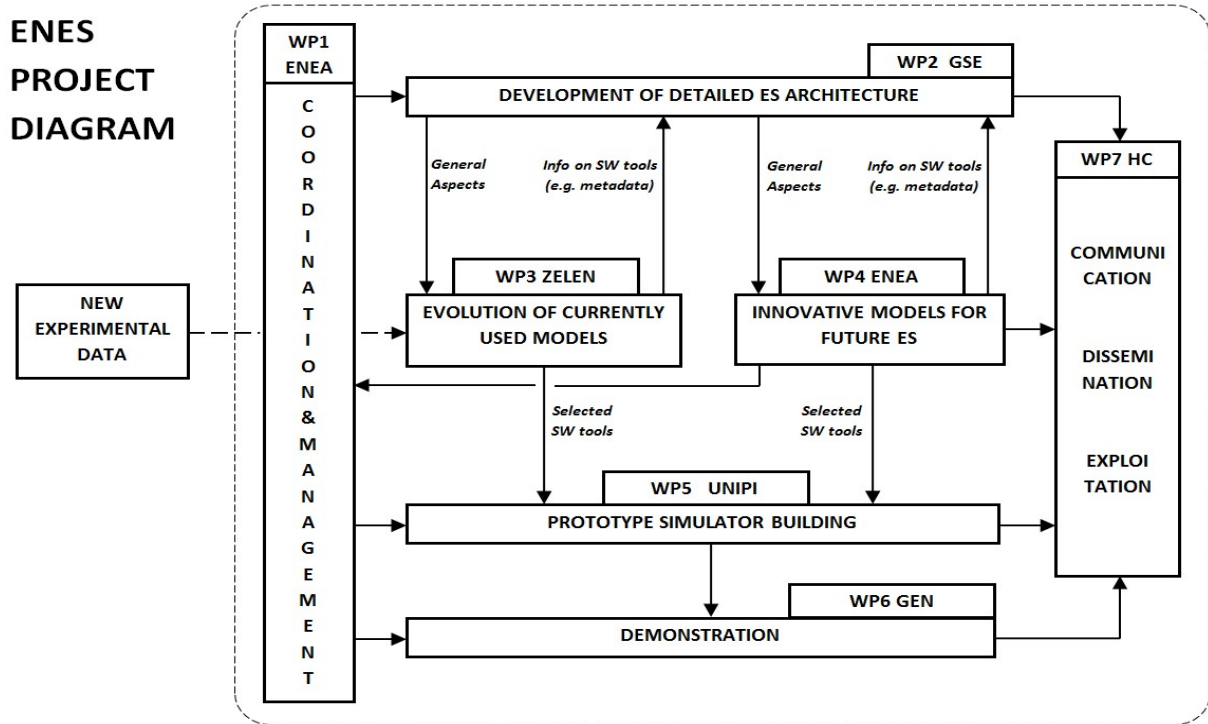 ENES
PROJECT
DIAGRAM
WP1
ENEA
C
O
O
R
D
I
N
A
T
I
O
N
&
M
A
N
A
G
E
M
E
N
T
WP2 GSE
DEVELOPMENT OF DETAILED ES ARCHITECTURE
General
Aspects
Info on SW tools
(e.g. metadata)
General
Aspects
Info on SW tools
(e.g. metadata)
WP3 ZELEN
EVOLUTION OF CURRENTLY
USED MODELS
WP4 ENEA
INNOVATIVE MODELS FOR
FUTURE ES
NEW
EXPERIMENTAL
DATA
Selected
SW tools
Selected
SW tools
WP5 UNIPI
PROTOTYPE SIMULATOR BUILDING
WP6 GEN
DEMONSTRATION
WP7 HC
COMMUNI
CATION
DISSEMI
NATION
EXPLOI
TATION